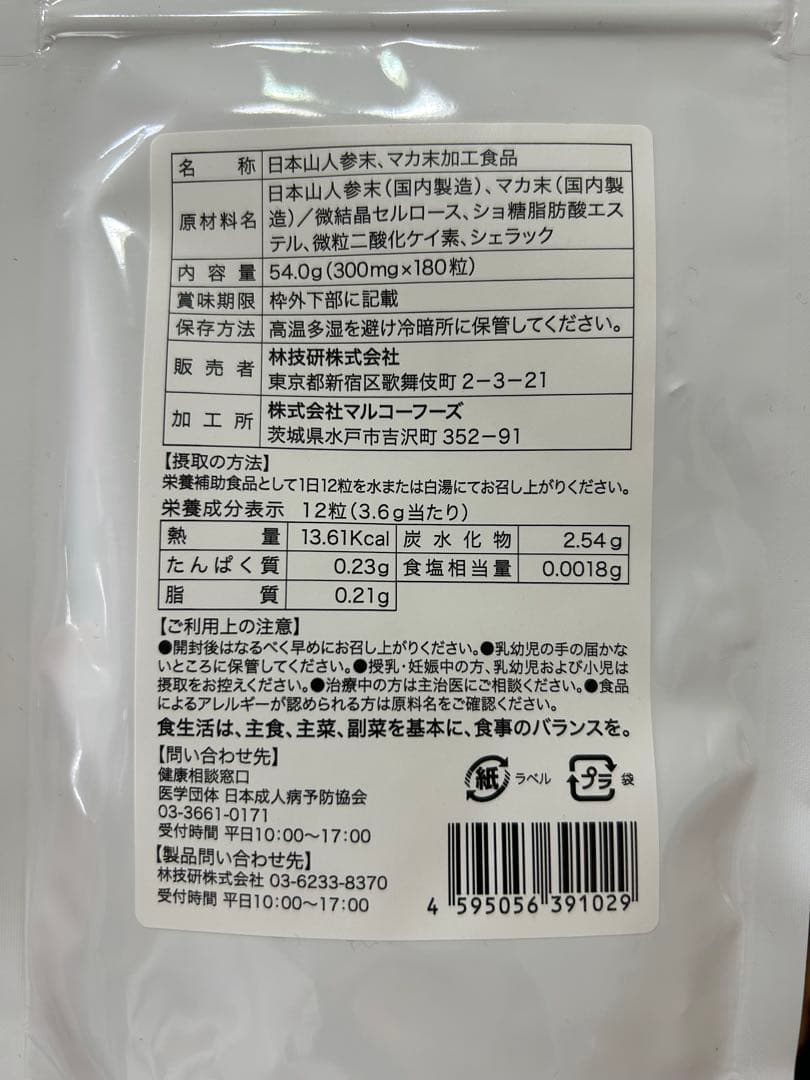 名 称 日本山人参末、マカ末加工食品
原材料名 日本山人参末(国内製造)、マカ末(国内製
造)／微結晶セルロース、ショ糖脂肪酸エス
テル、微粒二酸化ケイ素、シェラック
内容量 54.0g(300mg×180粒)
賞味期限 枠外下部に記載
保存方法 高温多湿を避け冷暗所に保管してください。
販売者 林技研株式会社
東京都新宿区歌舞伎町 2-3-21
加工所 株式会社マルコーフーズ
茨城県水戸市吉沢町 352-91
【摂取の方法】
栄養補助食品として1日12粒を水または白湯にてお召し上がりください。
栄養成分表示 12粒(3.6g当たり)
熱量 13.61Kcal 炭水化物 2.54g
たんぱく質 0.23g 食塩相当量 0.0018g
脂質 0.21g
【ご利用上の注意】
●開封後はなるべく早めにお召し上がりください。●乳幼児の手の届かな
いところに保管してください。●授乳・妊娠中の方、乳幼児および小児は
摂取をお控えください。●治療中の方は主治医にご相談ください。●食品
によるアレルギーが認められる方は原料名をご確認ください。
食生活は、主食、主菜、副菜を基本に、食事のバランスを。
【問い合わせ先】
健康相談窓口
医学団体 日本成人病予防協会
03-3661-0171
受付時間 平日10:00〜17:00
【製品問い合わせ先】
林技研株式会社 03-6233-8370
受付時間 平日10:00〜17:00
紙 ラベル プラ 袋
4 595056 391029